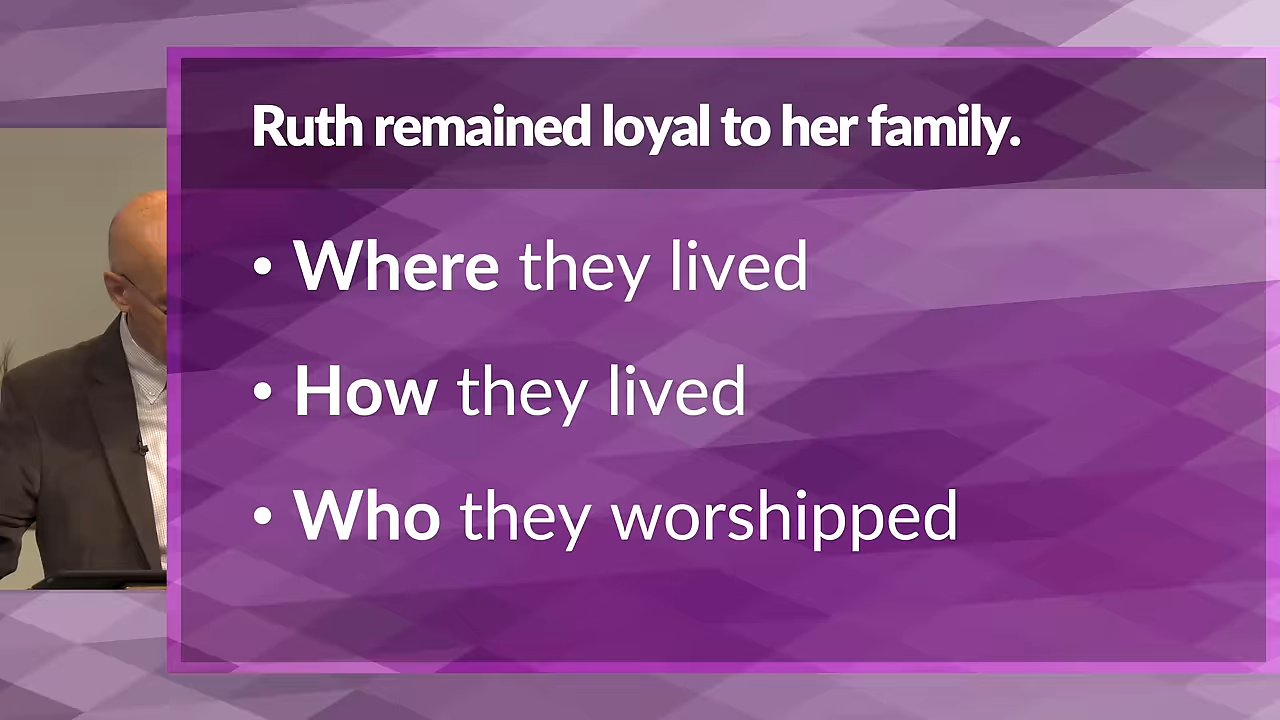 Ruth remained loyal to her family.
• Where they lived
• How they lived
• Who they worshipped